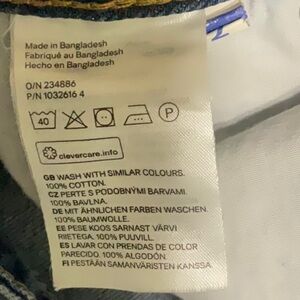 Made in Bangladesh
Fabriqué au Bangladesh
Hecho en Bangladesh
O/N 234886
P/N 1032616 4
40
P
clevercare.info
GB WASH WITH SIMILAR COLOURS.
100% COTTON.
CZ PERTE S PODOBNÝMI BARVAMI.
100% BAVLNA.
DE MIT ÄHNLICHEN FARBEN WASCHEN.
100% BAUMWOLLE.
EE PESE KOOS SARNAST VÄRVI
RIIETEGA. 100% PUUVILL.
ES LAVAR CON PRENDAS DE COLOR
PARECIDO. 100% ALGODÓN
FI PESTÄÄN SAMANVÄRISTEN KANSSA